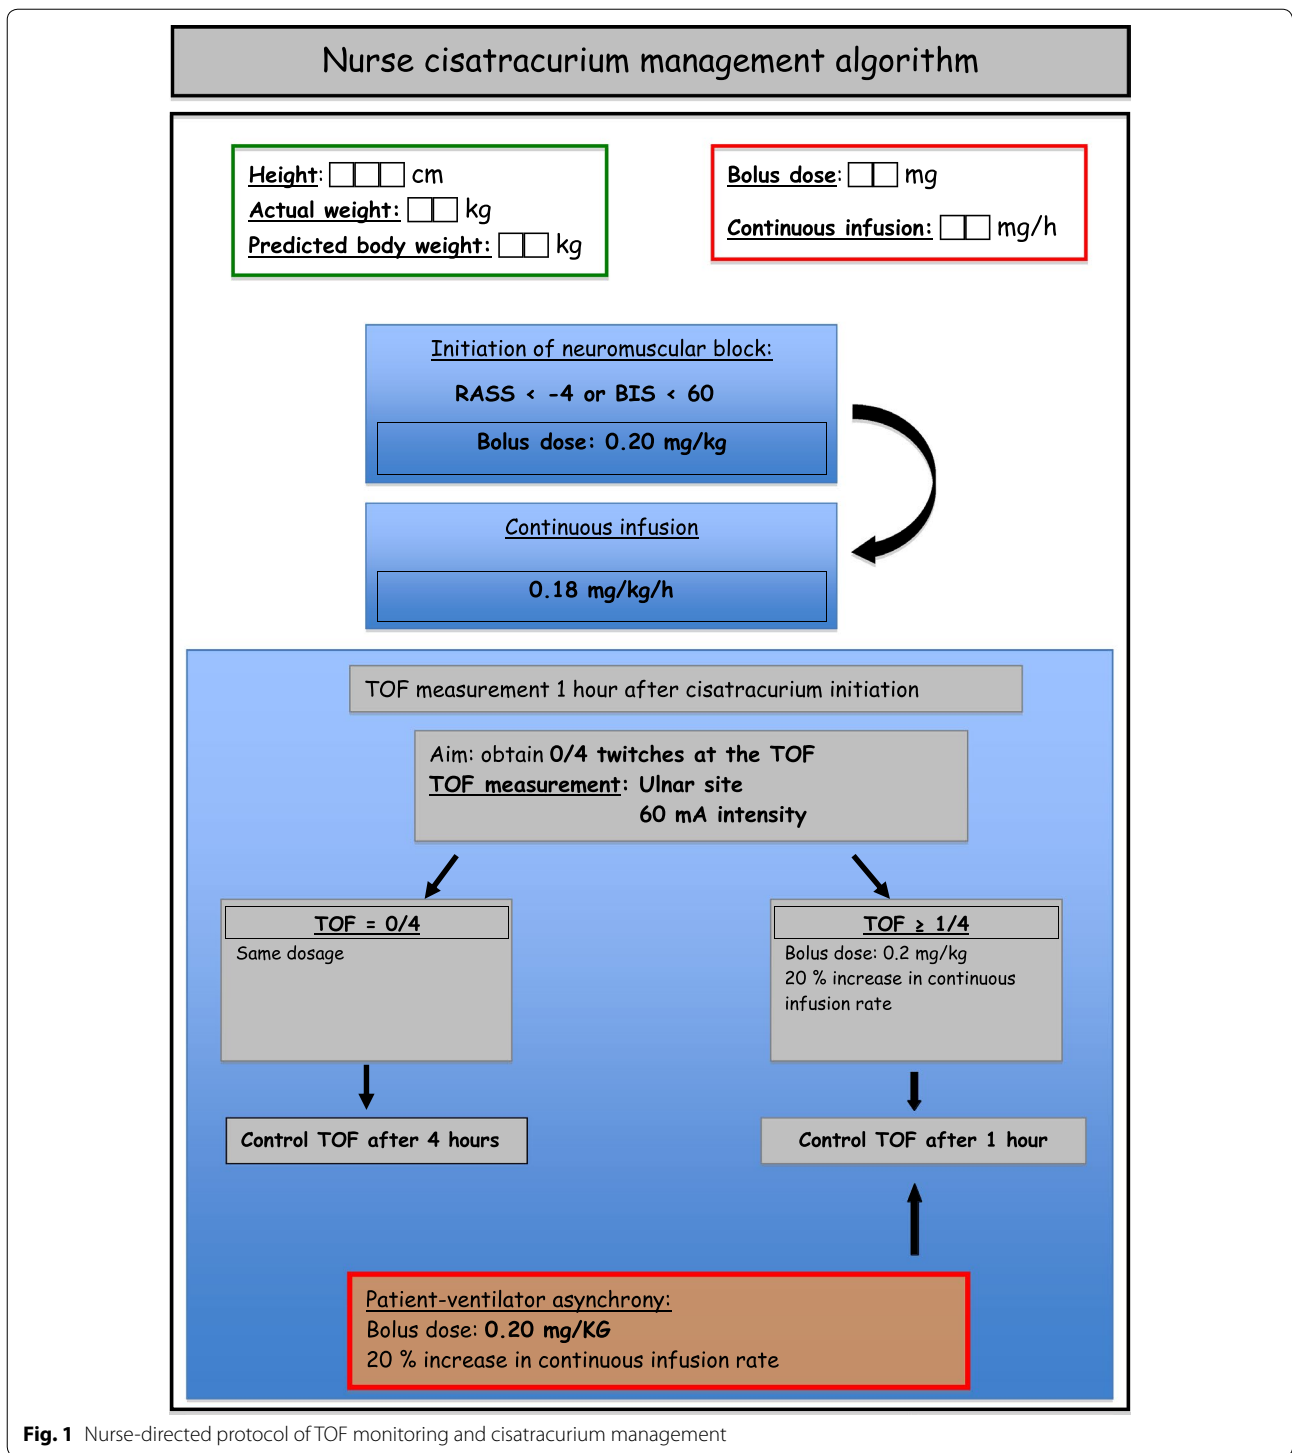 Nurse cisatracurium management algorithm
Height: cm
Actual weight: kg
Predicted body weight: kg
Bolus dose: mg
Continuous infusion: mg/h
Initiation of neuromuscular block:
RASS < -4 or BIS < 60
Bolus dose: 0.20 mg/kg
Continuous infusion
0.18 mg/kg/h
TOF measurement 1 hour after cisatracurium initiation
Aim: obtain 0/4 twitches at the TOF
TOF measurement: Ulnar site
60 mA intensity
TOF = 0/4
Same dosage
Control TOF after 4 hours
TOF ≥ 1/4
Bolus dose: 0.2 mg/kg
20 % increase in continuous
infusion rate
Control TOF after 1 hour
Patient-ventilator asynchrony:
Bolus dose: 0.20 mg/KG
20 % increase in continuous infusion rate
Fig. 1 Nurse-directed protocol of TOF monitoring and cisatracurium management